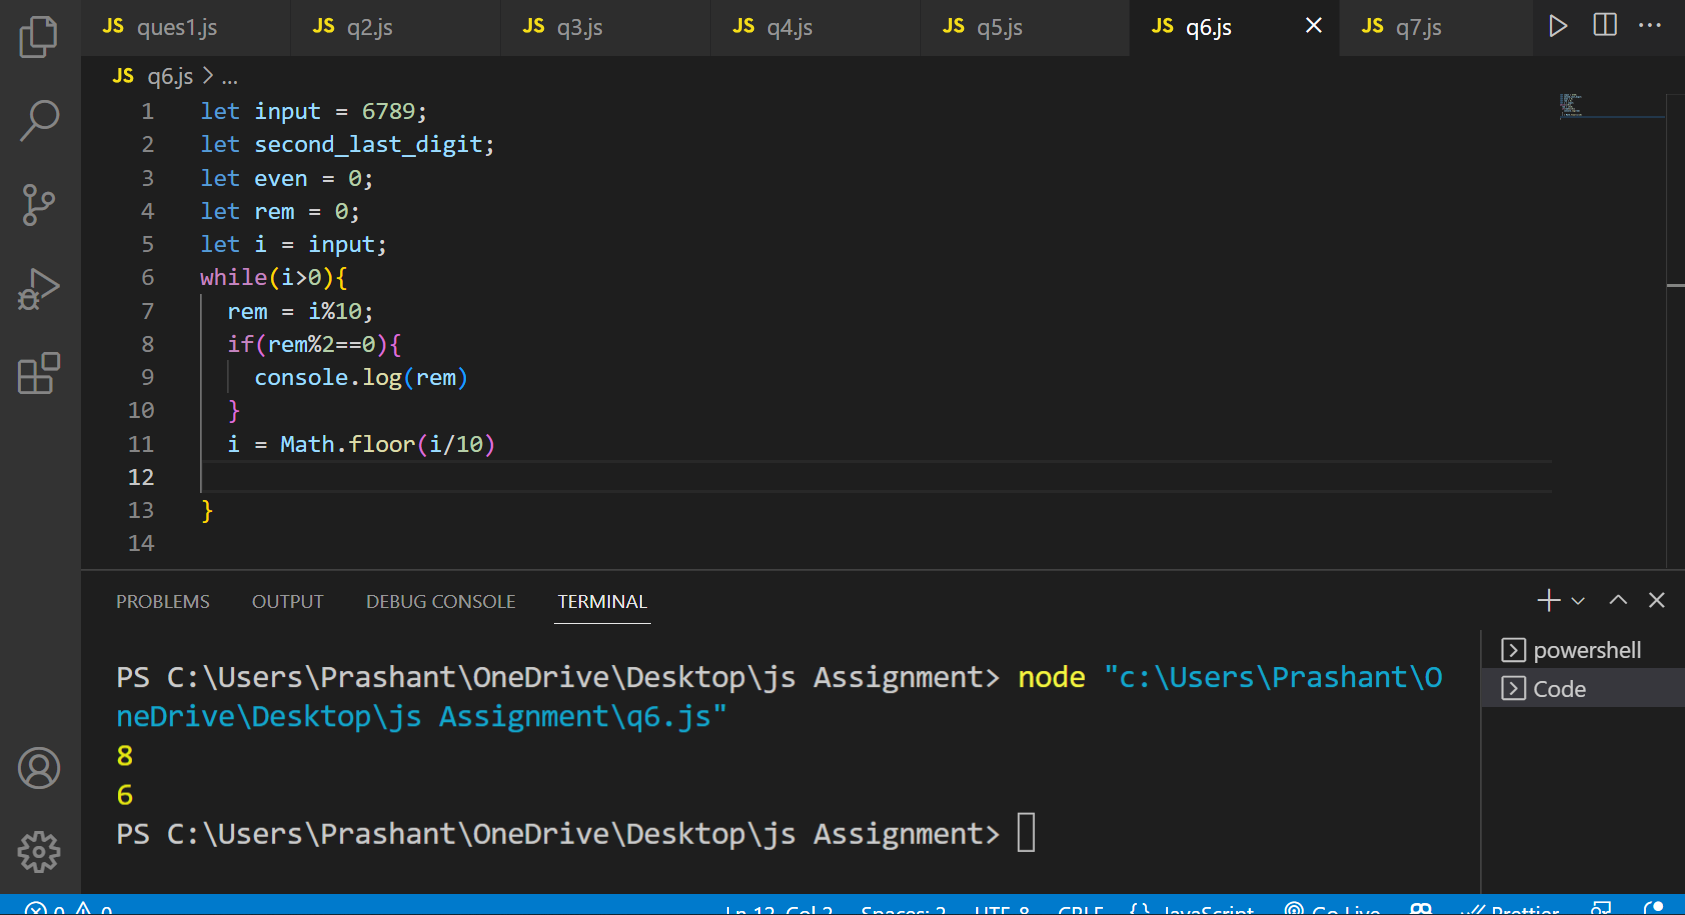 JS ques1.js JS q2.js JS q3.js JS q4.js JS q5.js JS q6.js JS q7.js
JS q6.js > ...
1 let input = 6789;
2 let second_last_digit;
3 let even = 0;
4 let rem = 0;
5 let i = input;
6 while(i>0){
7 rem = i%10;
8 if(rem%2==0){
9 console.log(rem)
10 }
11 i = Math.floor(i/10)
12
13 }
14
PROBLEMS OUTPUT DEBUG CONSOLE TERMINAL
powershell
Code
PS C:\Users\Prashant\OneDrive\Desktop\js Assignment> node "c:\Users\Prashant\O
neDrive\Desktop\js Assignment\q6.js"
8
6
PS C:\Users\Prashant\OneDrive\Desktop\js Assignment>
0 0 Ln 12, Col 3 Spaces: 2 UTF-8 CRLF {} JavaScript Go Live Prettier